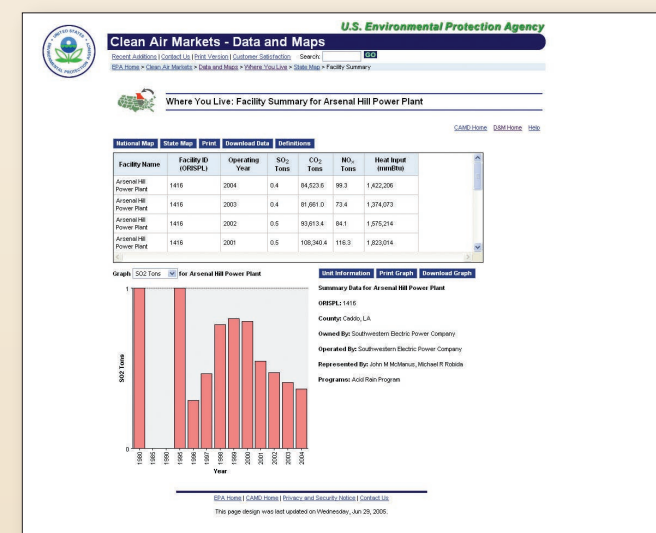 U.S. Environmental Protection Agency
Clean Air Markets - Data and Maps
Recent Additions | Contact Us | Print Version | Customer Satisfaction Search: GO
EPA Home > Clean Air Markets > Data and Maps > Where You Live > State Map > Facility Summary
Where You Live: Facility Summary for Arsenal Hill Power Plant
CAMD Home D&M Home Help
National Map State Map Print Download Data Definitions
Facility Name Facility ID (ORISPL) Operating Year SO2 Tons CO2 Tons NOx Tons Heat Input (mmBtu)
Arsenal Hill Power Plant 1416 2004 0.4 84,523.6 99.3 1,422,206
Arsenal Hill Power Plant 1416 2003 0.4 81,661.0 73.4 1,374,073
Arsenal Hill Power Plant 1416 2002 0.5 93,613.4 84.1 1,575,214
Arsenal Hill Power Plant 1416 2001 0.5 108,340.4 116.3 1,823,014
Graph SO2 Tons for Arsenal Hill Power Plant
Unit Information Print Graph Download Graph
Summary Data for Arsenal Hill Power Plant
ORISPL: 1416
County: Caddo, LA
Owned By: Southwestern Electric Power Company
Operated By: Southwestern Electric Power Company
Represented By: John M McManus, Michael R Robida
Programs: Acid Rain Program
1
SO2 Tons
0
1980 1985 1990 1995 1996 1997 1998 1999 2000 2001 2002 2003 2004
Year
EPA Home | CAMD Home | Privacy and Security Notice | Contact Us
This page design was last updated on Wednesday, Jun 29, 2005.